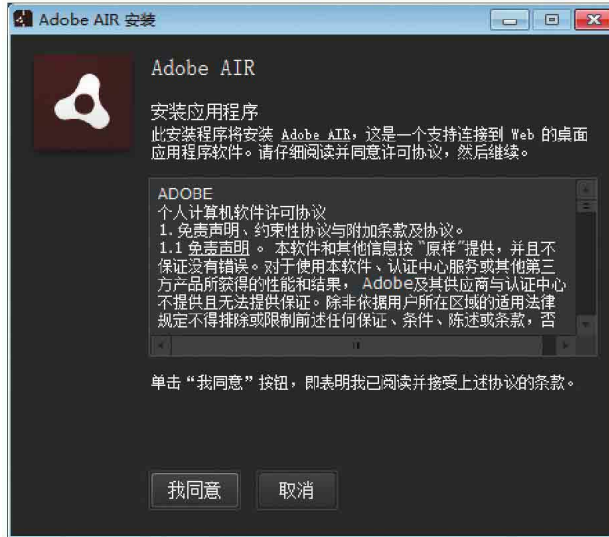 Adobe AIR 安装
Adobe AIR
安装应用程序
此安装程序将安装 Adobe AIR，这是一个支持连接到 Web 的桌面
应用程序软件。请仔细阅读并同意许可协议，然后继续。
ADOBE
个人计算机软件许可协议
1. 免责声明、约束性协议与附加条款及协议。
1.1 免责声明 。 本软件和其他信息按 "原样"提供，并且不
保证没有错误。对于使用本软件、认证中心服务或其他第三
方产品所获得的性能和结果， Adobe及其供应商与认证中心
不提供且无法提供保证。除非依据用户所在区域的适用法律
规定不得排除或限制前述任何保证、条件、陈述或条款，否
单击“我同意”按钮，即表明我已阅读并接受上述协议的条款。
我同意
取消